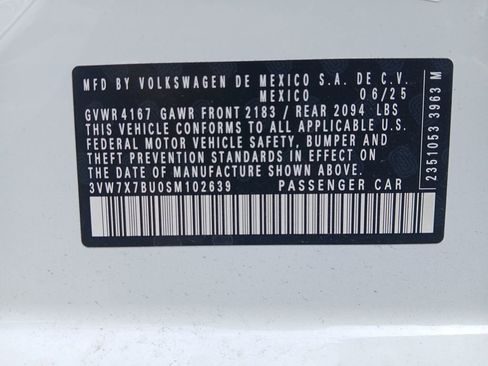 MFD BY VOLKSWAGEN DE MEXICO S.A. DE C.V.
MEXICO 06/25
GVWR 4167 GAWR FRONT 2183 / REAR 2094 LBS
THIS VEHICLE CONFORMS TO ALL APPLICABLE U.S.
FEDERAL MOTOR VEHICLE SAFETY, BUMPER AND
THEFT PREVENTION STANDARDS IN EFFECT ON
THE DATE OF MANUFACTURE SHOWN ABOVE
3VW7X7BU0SM102639 PASSENGER CAR
2351053 3963 M